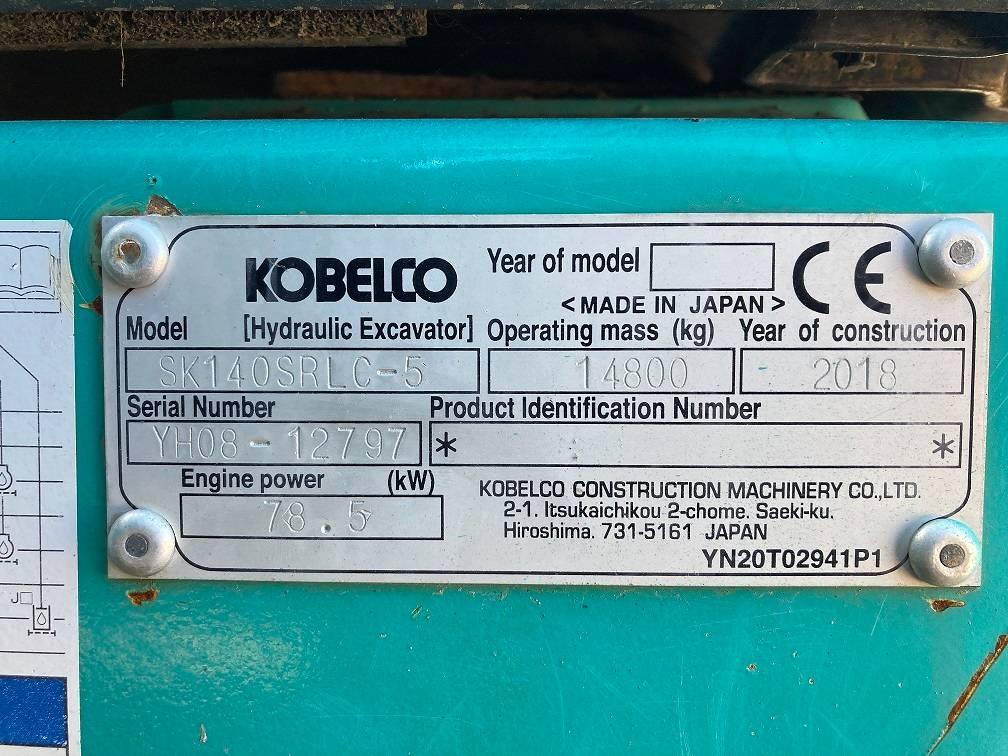 KOBELCO
Year of model
CE
<MADE IN JAPAN>
Model [Hydraulic Excavator] Operating mass (kg) Year of construction
SK140SRLC-5 14800 2018
Serial Number Product Identification Number
YH08-12797 * *
Engine power (kW)
78.5
KOBELCO CONSTRUCTION MACHINERY CO.,LTD.
2-1. Itsukaichikou 2-chome. Saeki-ku.
Hiroshima. 731-5161 JAPAN
YN20T02941P1
J